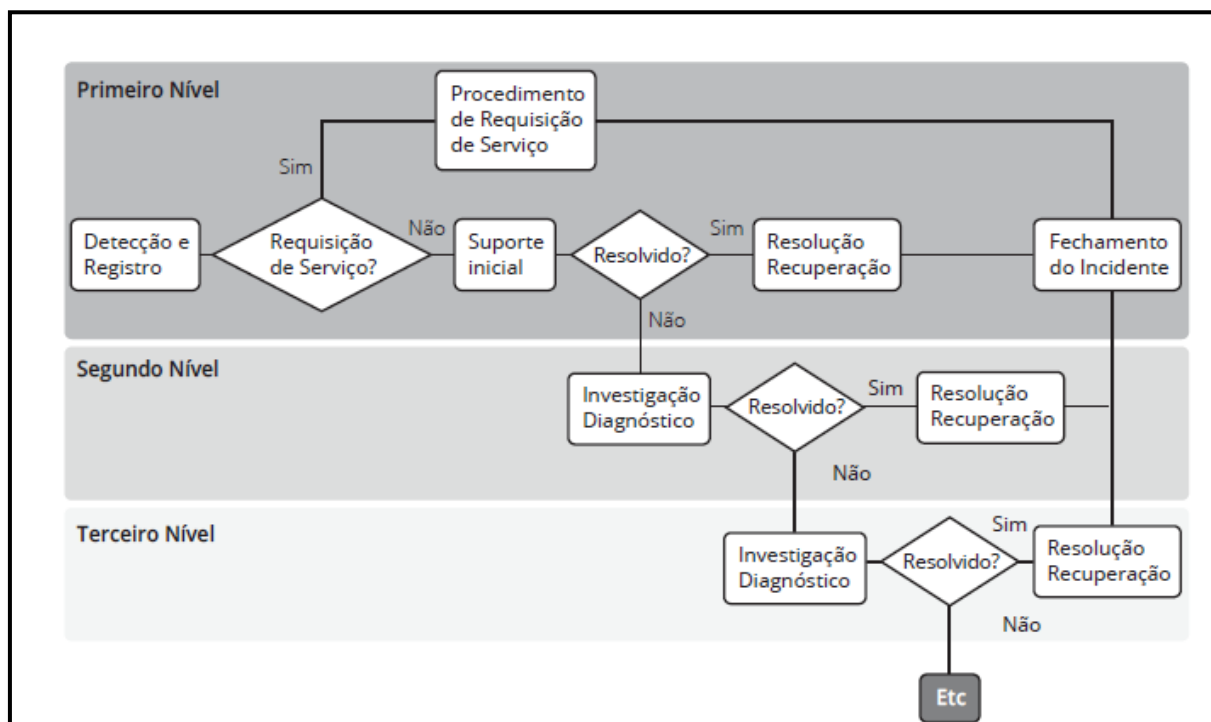 Primeiro Nível
Procedimento
de Requisição
de Serviço
Sim
Detecção e
Registro
Requisição
de Serviço?
Não
Suporte
inicial
Resolvido?
Sim
Resolução
Recuperação
Fechamento
do Incidente
Não
Segundo Nível
Investigação
Diagnóstico
Resolvido?
Sim
Resolução
Recuperação
Não
Terceiro Nível
Investigação
Diagnóstico
Resolvido?
Sim
Resolução
Recuperação
Não
Etc